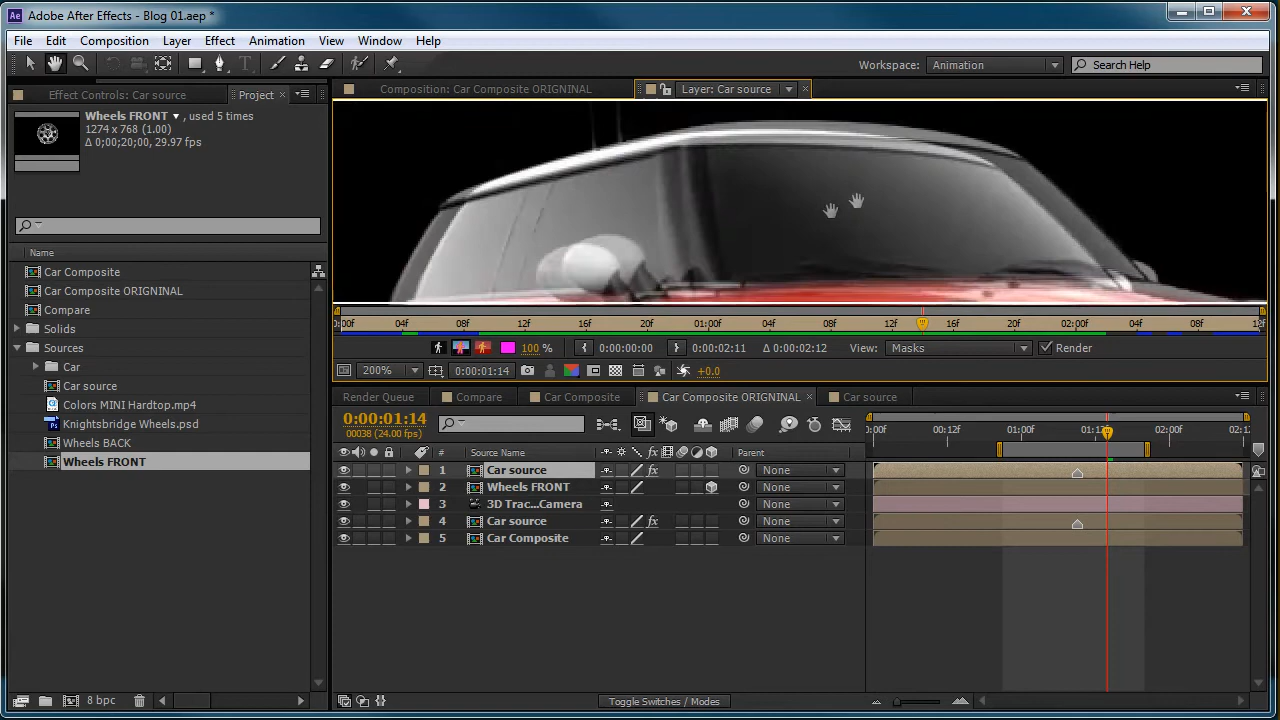 Adobe After Effects - Blog 01.aep *
File Edit Composition Layer Effect Animation View Window Help
Workspace: Animation Search Help
Effect Controls: Car source Project
Composition: Car Composite ORIGNINAL Layer: Car source
Wheels FRONT , used 5 times
1274 x 768 (1.00)
Δ 0;00;20;00, 29.97 fps
Name
Car Composite
Car Composite ORIGNINAL
Compare
Solids
Sources
Car
Car source
Colors MINI Hardtop.mp4
Knightsbridge Wheels.psd
Wheels BACK
Wheels FRONT
8 bpc
:00f 04f 08f 12f 16f 20f 01:00f 04f 08f 12f 16f 20f 02:00f 04f 08f 12f
100 % 0:00:00:00 0:00:02:11 Δ 0:00:02:12 View: Masks Render
200% 0:00:01:14 +0.0
Render Queue Compare Car Composite Car Composite ORIGNINAL Car source
0:00:01:14
00038 (24.00 fps)
:00f 00:12f 01:00f 01:12f 02:00f 02:12f
# Source Name Parent
1 Car source None
2 Wheels FRONT None
3 3D Trac...Camera None
4 Car source None
5 Car Composite None
Toggle Switches / Modes